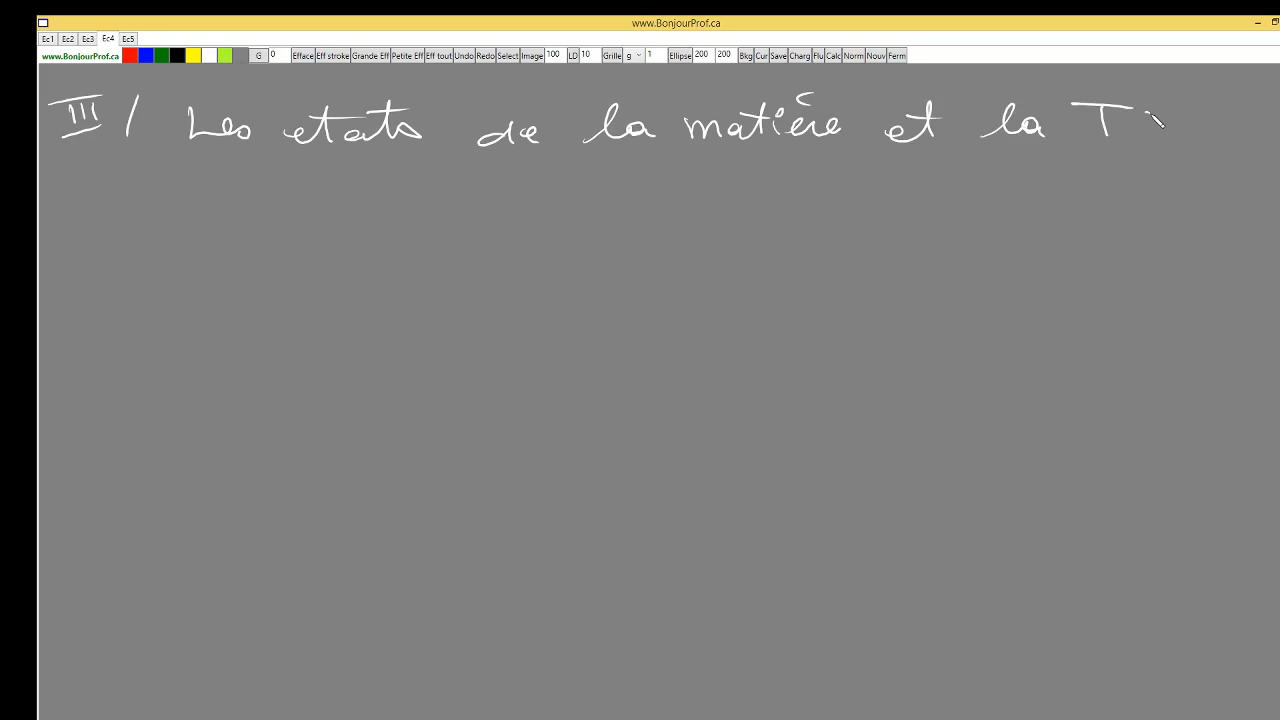 www.BonjourProf.ca
Ec1 Ec2 Ec3 Ec4 Ec5
www.BonjourProf.ca G 0 Efface Eff stroke Grande Eff Petite Eff Eff tout Undo Redo Select Image 100 LD 10 Grille g 1 Ellipse 200 200 Bkg Cur Save Charg Flu Calc Norm Nouv Ferm
III / Les etats de la matière et la T